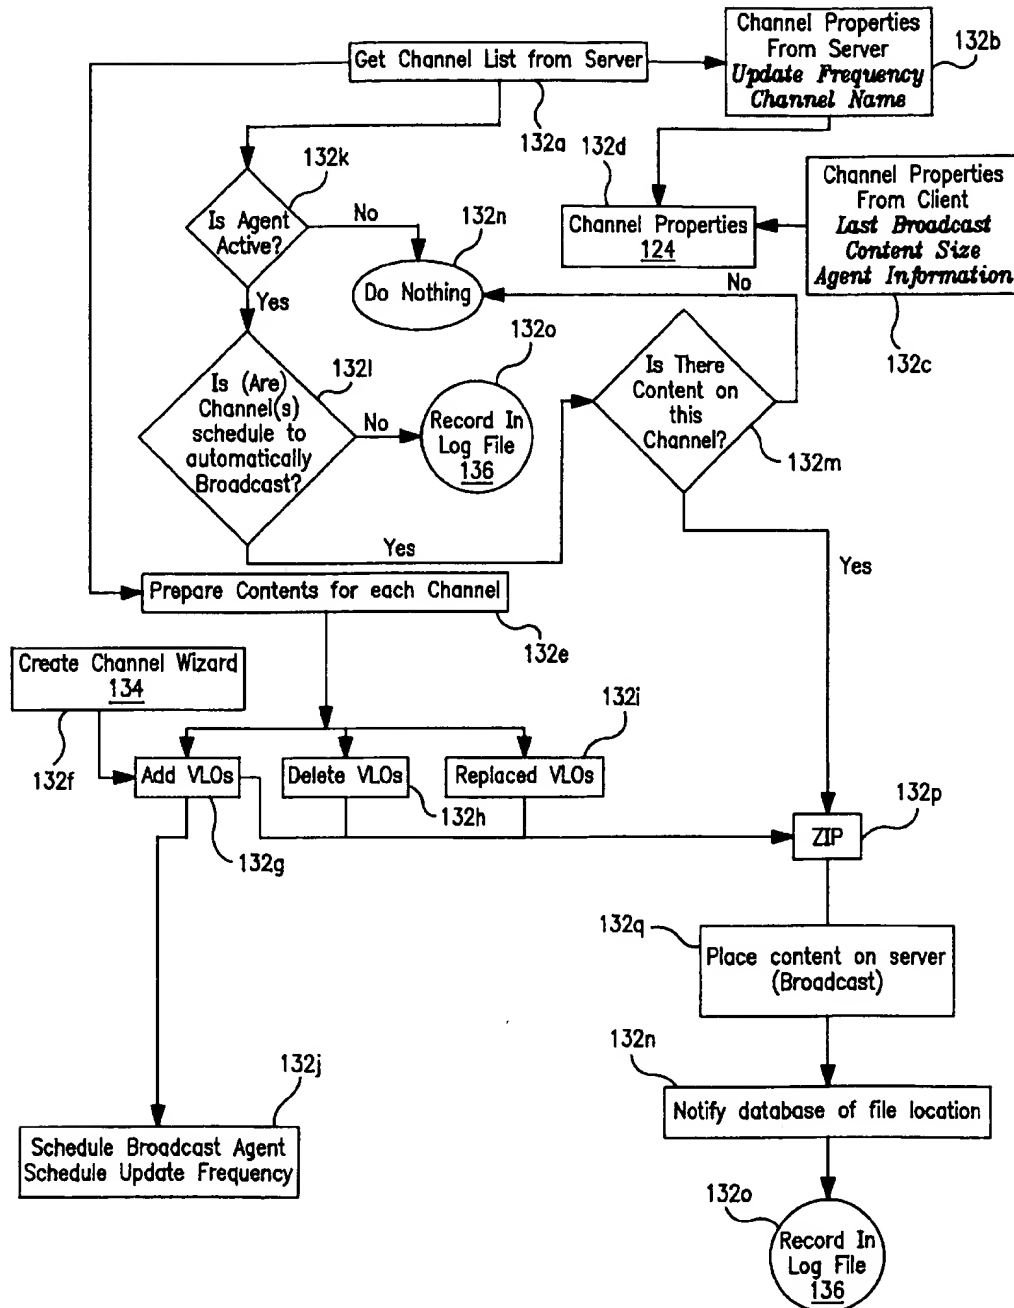 Get Channel List from Server
132a
Channel Properties
From Server
Update Frequency
Channel Name
132b
132d
Channel Properties
124
Channel Properties
From Client
Last Broadcast
Content Size
Agent Information
132c
132k
Is Agent
Active?
No
132n
Do Nothing
No
Yes
132l
Is (Are)
Channel(s)
schedule to
automatically
Broadcast?
No
132o
Record In
Log File
136
Is There
Content on
this
Channel?
132m
Yes
Yes
Prepare Contents for each Channel
132e
Create Channel Wizard
134
132f
132i
Add VLOs
Delete VLOs
Replaced VLOs
132g
132h
132p
ZIP
132q
Place content on server
(Broadcast)
132n
Notify database of file location
132j
Schedule Broadcast Agent
Schedule Update Frequency
132o
Record In
Log File
136